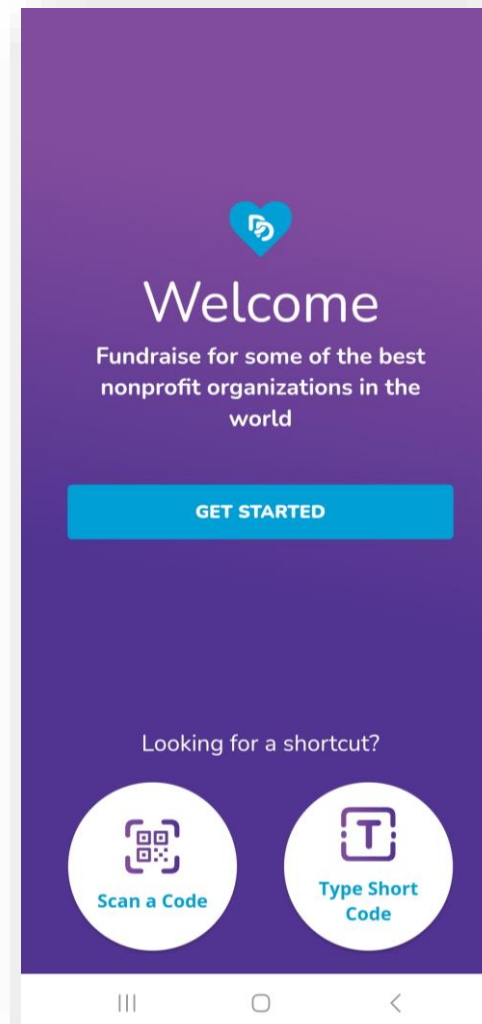 Welcome
Fundraise for some of the best
nonprofit organizations in the
world
GET STARTED
Looking for a shortcut?
T
Scan a Code
Type Short
Code